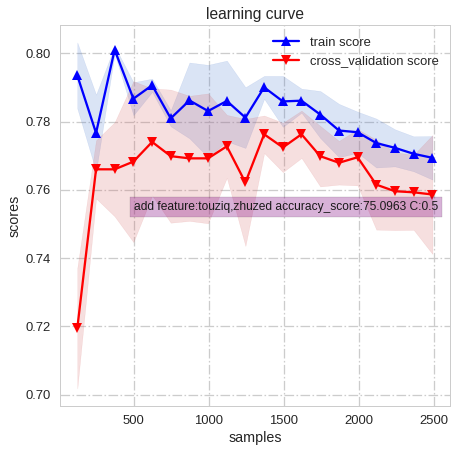 learning curve
train score
cross_validation score
0.80
0.78
0.76
0.74
0.72
0.70
scores
add feature:touziq,zhuzed accuracy_score:75.0963 C:0.5
500
1000
1500
2000
2500
samples